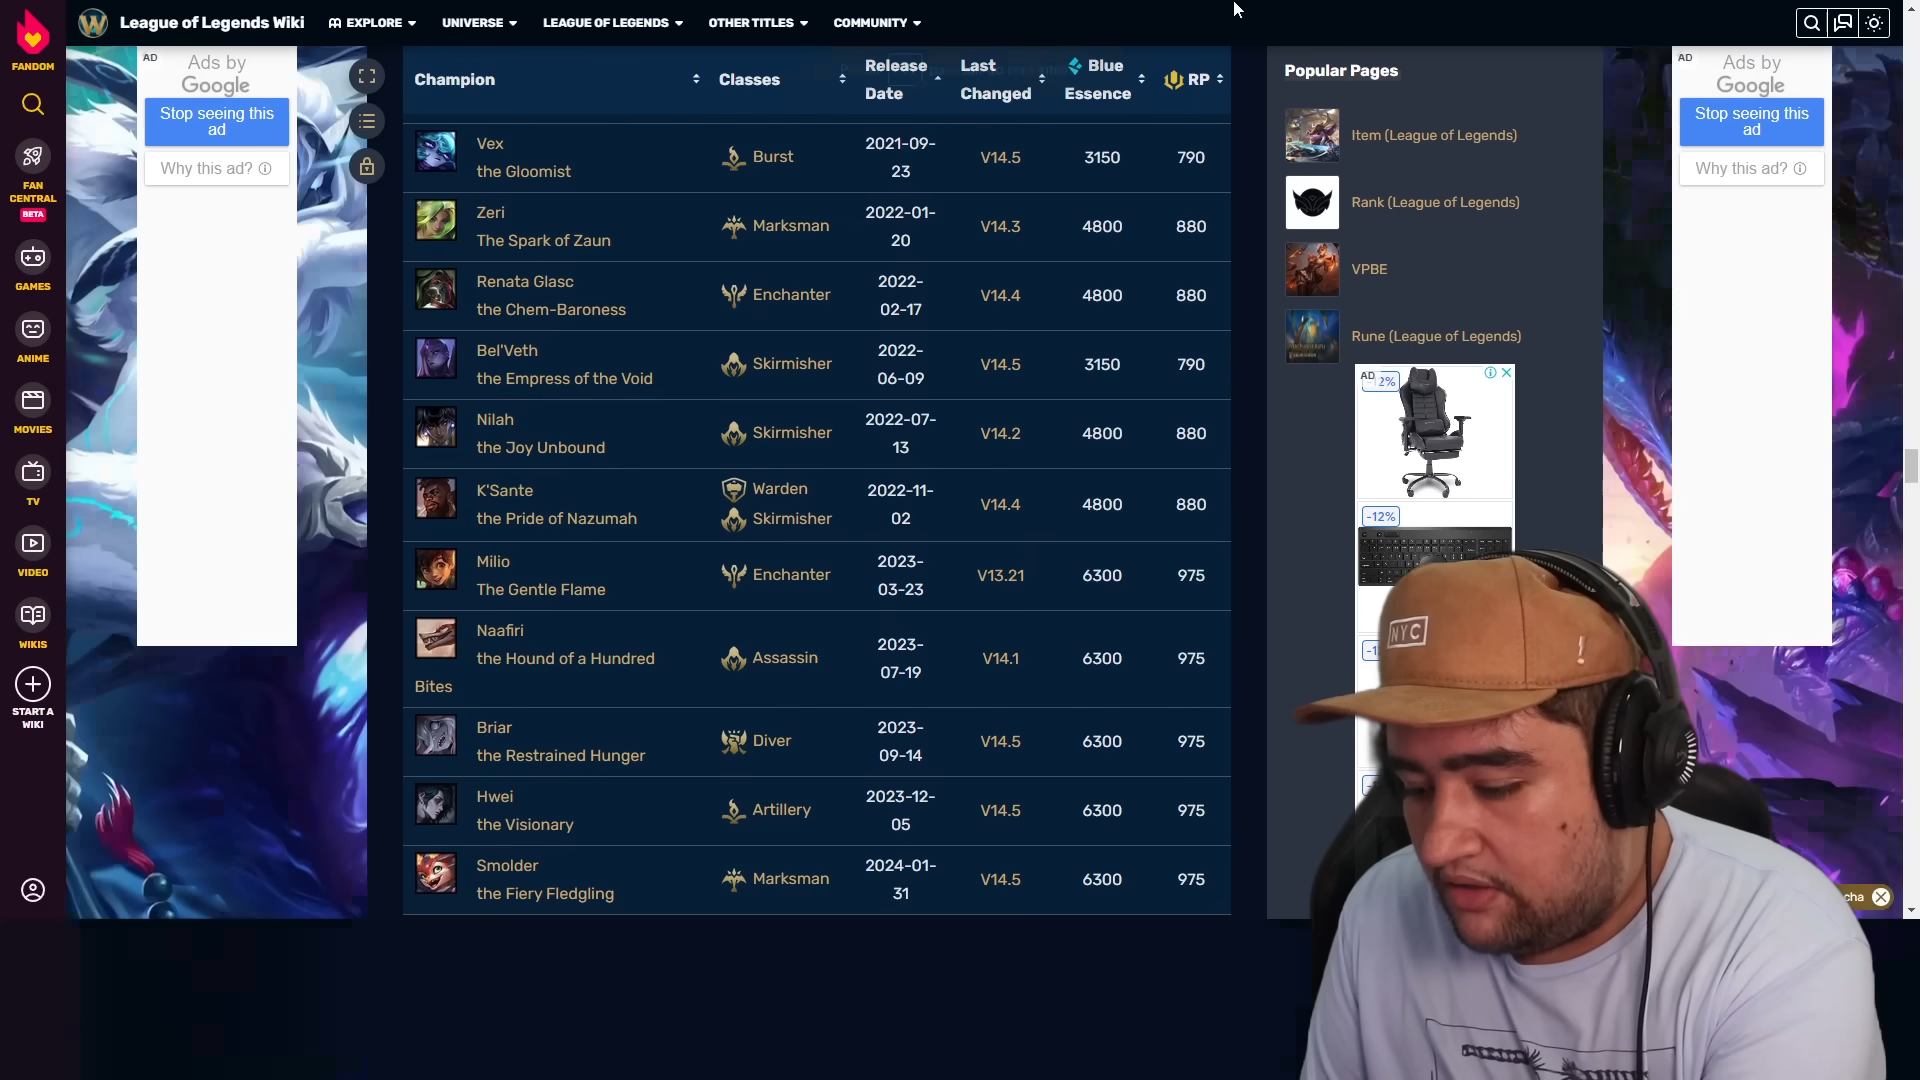 League of Legends Wiki
EXPLORE
UNIVERSE
LEAGUE OF LEGENDS
OTHER TITLES
COMMUNITY
FANDOM
FAN
CENTRAL
BETA
GAMES
ANIME
MOVIES
TV
VIDEO
WIKIS
START A
WIKI
AD
Ads by
Google
Stop seeing this
ad
Why this ad?
Champion Classes Release Date Last Changed Blue Essence RP
Vex
the Gloomist
Burst
2021-09-
23
V14.5
3150
790
Zeri
The Spark of Zaun
Marksman
2022-01-
20
V14.3
4800
880
Renata Glasc
the Chem-Baroness
Enchanter
2022-
02-17
V14.4
4800
880
Bel'Veth
the Empress of the Void
Skirmisher
2022-
06-09
V14.5
3150
790
Nilah
the Joy Unbound
Skirmisher
2022-07-
13
V14.2
4800
880
K'Sante
the Pride of Nazumah
Warden
Skirmisher
2022-11-
02
V14.4
4800
880
Milio
The Gentle Flame
Enchanter
2023-
03-23
V13.21
6300
975
Naafiri
the Hound of a Hundred
Bites
Assassin
2023-
07-19
V14.1
6300
975
Briar
the Restrained Hunger
Diver
2023-
09-14
V14.5
6300
975
Hwei
the Visionary
Artillery
2023-12-
05
V14.5
6300
975
Smolder
the Fiery Fledgling
Marksman
2024-01-
31
V14.5
6300
975
Popular Pages
Item (League of Legends)
Rank (League of Legends)
VPBE
Rune (League of Legends)
AD
-12%
NYC
AD
Ads by
Google
Stop seeing this
ad
Why this ad?